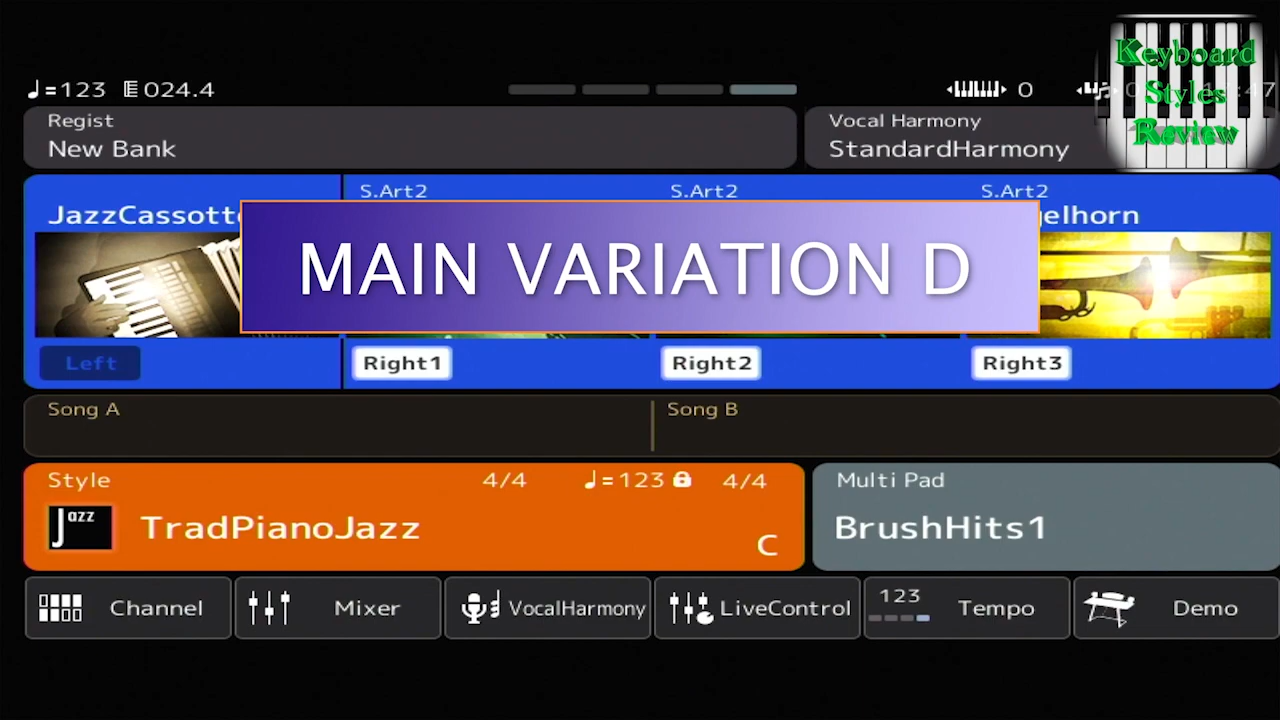 =123 024.4
0
Keyboard
Styles
Review
Regist
New Bank
Vocal Harmony
StandardHarmony
S.Art2 S.Art2 S.Art2
MAIN VARIATION D
Left
Right1
Right2
Right3
Song A
Song B
Style 4/4 =123 4/4
Jazz
TradPianoJazz
C
Multi Pad
BrushHits1
Channel
Mixer
VocalHarmony
LiveControl
123
Tempo
Demo